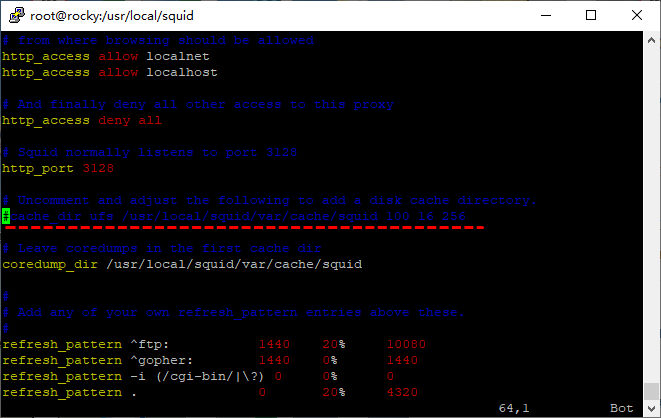 root@rocky:/usr/local/squid
# from where browsing should be allowed
http_access allow localnet
http_access allow localhost
# And finally deny all other access to this proxy
http_access deny all
# Squid normally listens to port 3128
http_port 3128
# Uncomment and adjust the following to add a disk cache directory.
#cache_dir ufs /usr/local/squid/var/cache/squid 100 16 256
# Leave coredumps in the first cache dir
coredump_dir /usr/local/squid/var/cache/squid
#
# Add any of your own refresh_pattern entries above these.
#
refresh_pattern ^ftp: 1440 20% 10080
refresh_pattern ^gopher: 1440 0% 1440
refresh_pattern -i (/cgi-bin/|\?) 0 0% 0
refresh_pattern . 0 20% 4320
64,1 Bot